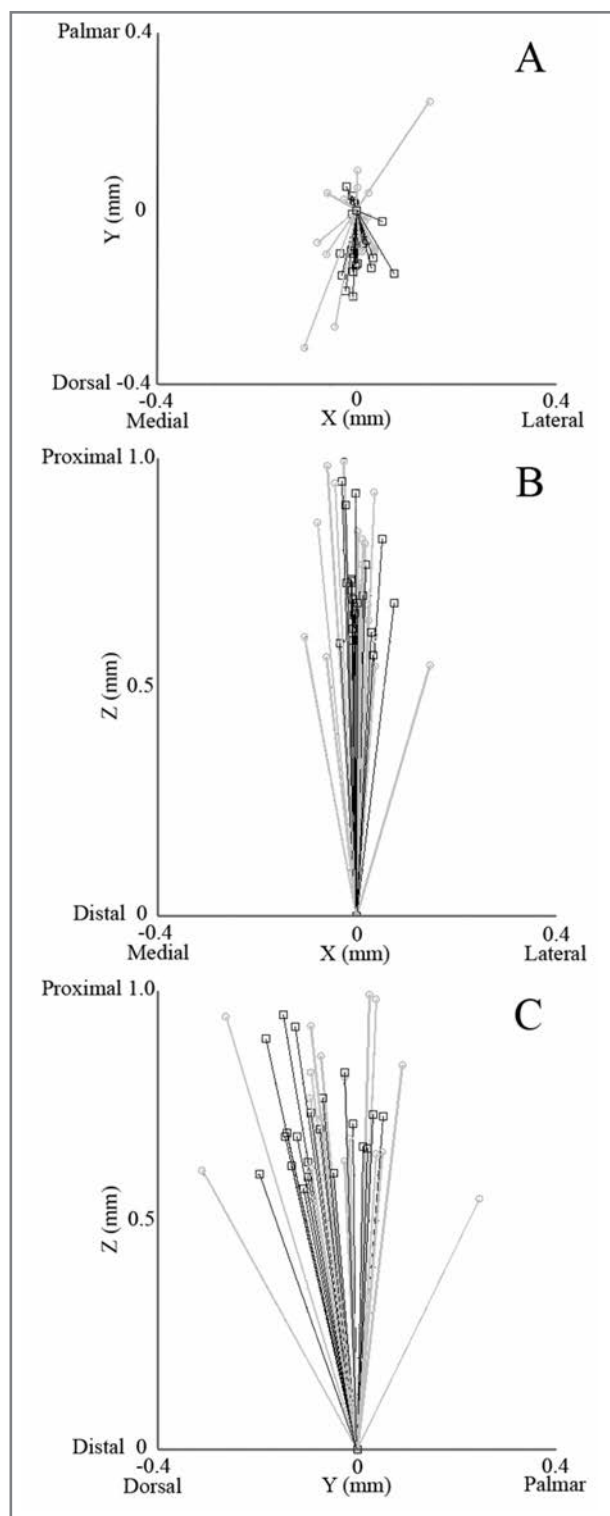 A
Palmar 0.4
Y (mm)
0
Dorsal -0.4
-0.4 0 0.4
Medial X (mm) Lateral
B
Proximal 1.0
Z (mm)
0.5
Distal 0
-0.4 0 0.4
Medial X (mm) Lateral
C
Proximal 1.0
Z (mm)
0.5
Distal 0
-0.4 0 0.4
Dorsal Y (mm) Palmar